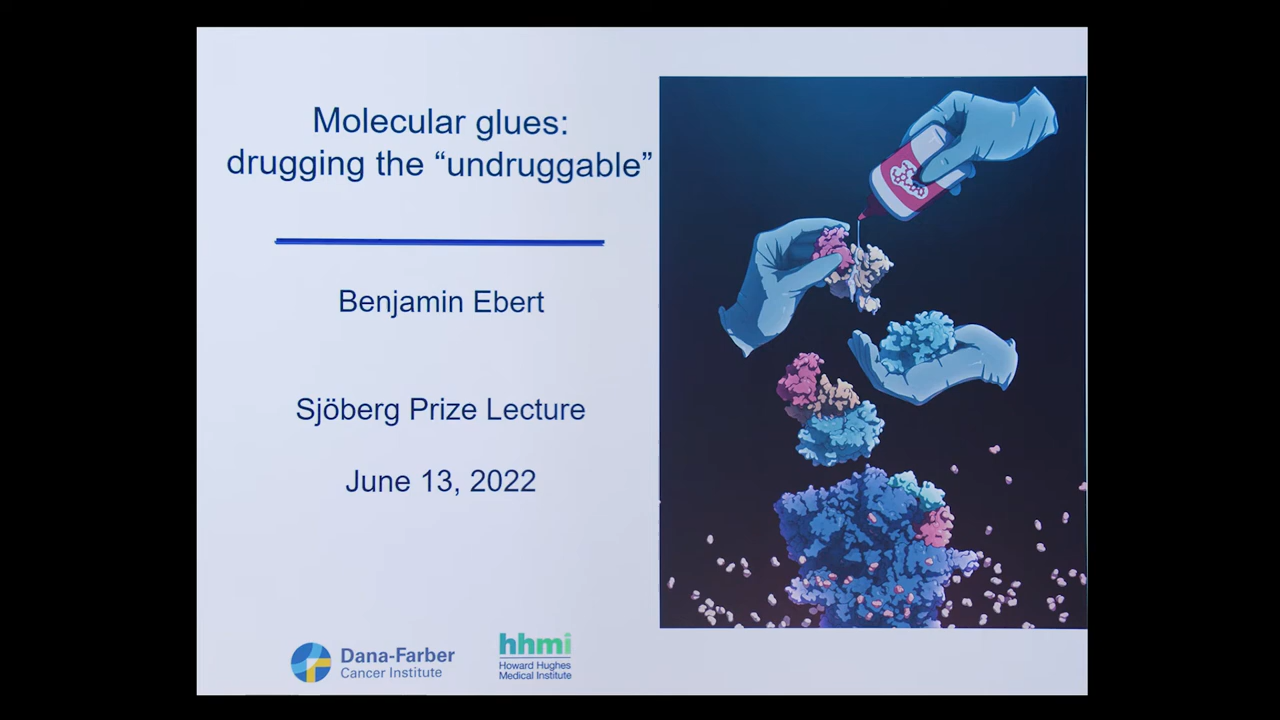 Molecular glues:
drugging the “undruggable”
Benjamin Ebert
Sjöberg Prize Lecture
June 13, 2022
Dana-Farber
Cancer Institute
hhmi
Howard Hughes
Medical Institute